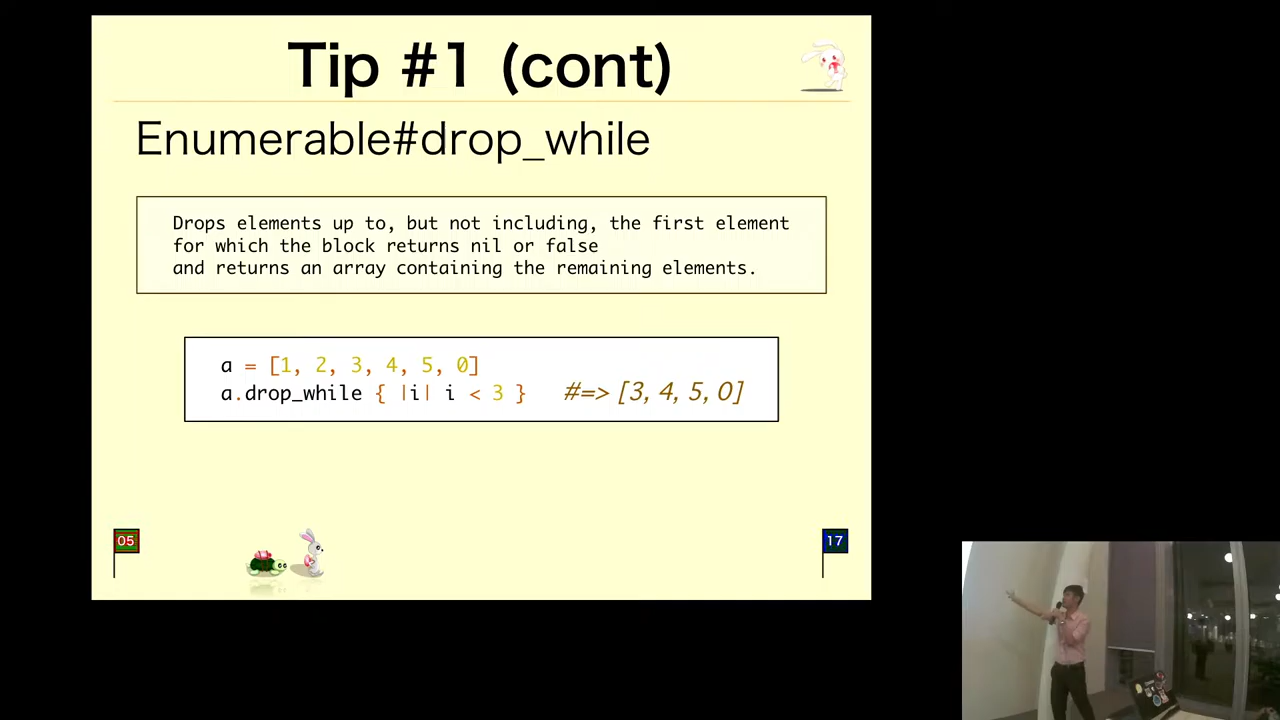 Tip #1 (cont)
Enumerable#drop_while
Drops elements up to, but not including, the first element
for which the block returns nil or false
and returns an array containing the remaining elements.
a = [1, 2, 3, 4, 5, 0]
a.drop_while { |i| i < 3 } #=> [3, 4, 5, 0]
05
17